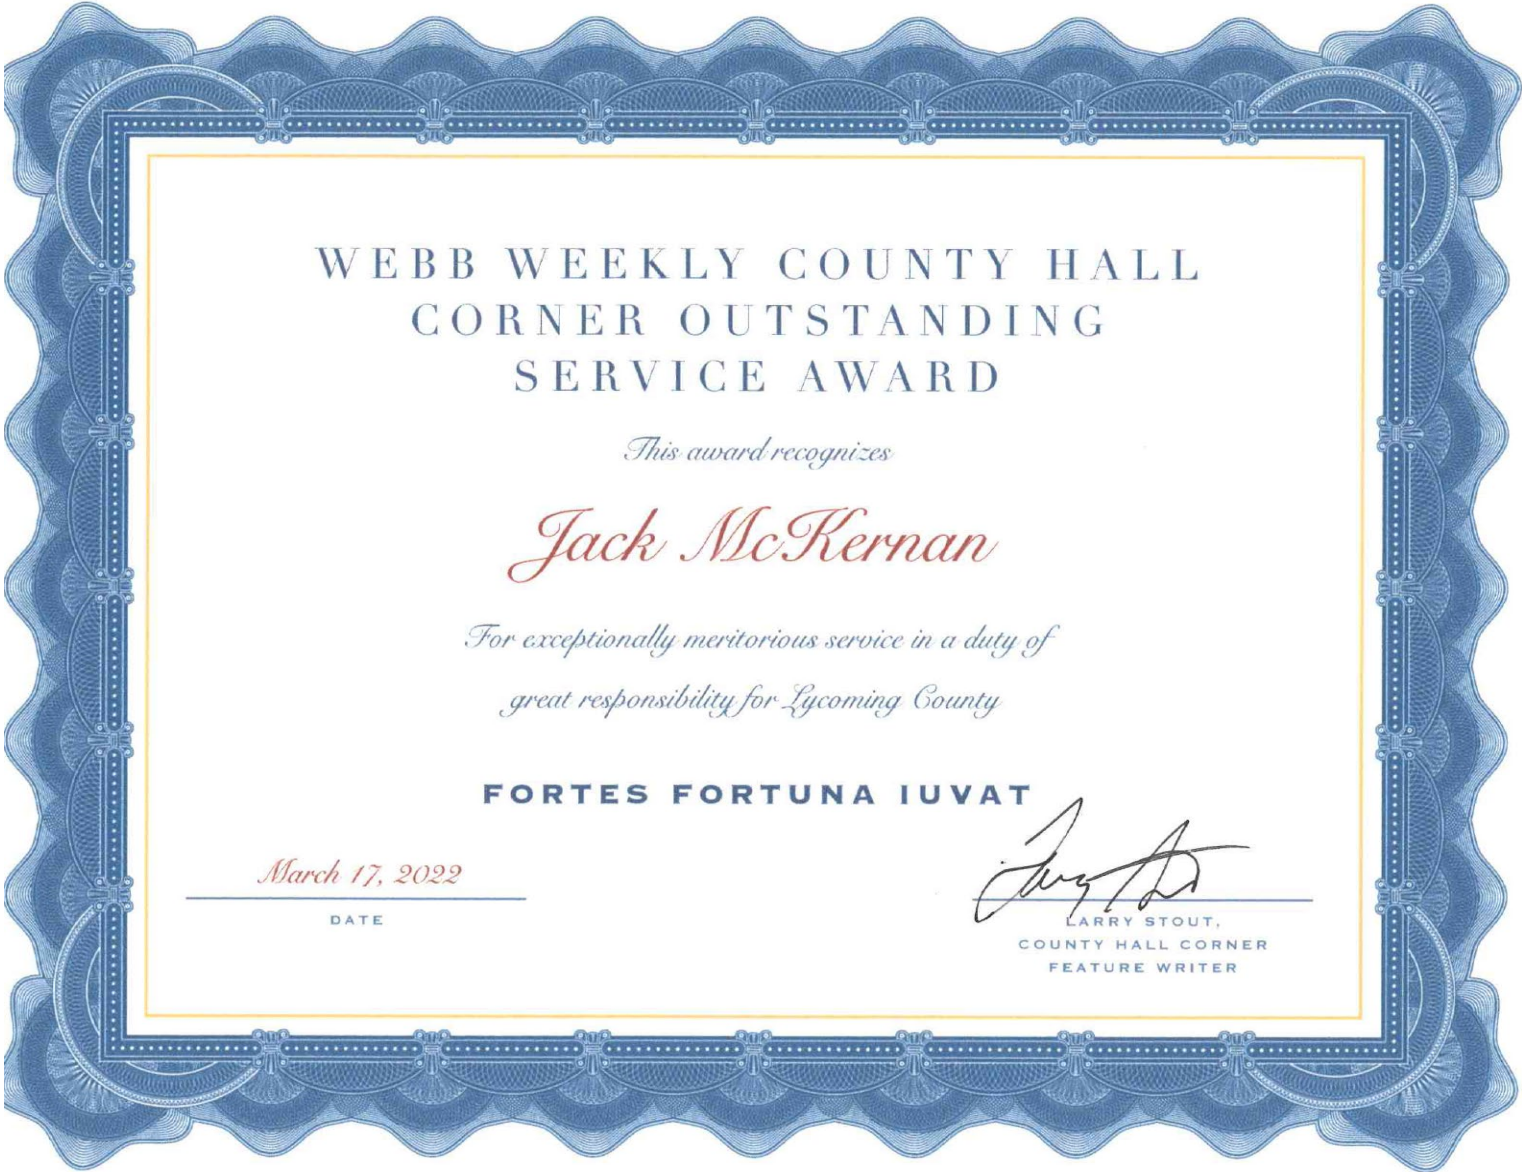 WEBB WEEKLY COUNTY HALL
CORNER OUTSTANDING
SERVICE AWARD
This award recognizes
Jack McKernan
For exceptionally meritorious service in a duty of
great responsibility for Lycoming County
FORTES FORTUNA IUVAT
March 17, 2022
DATE
Larry Stout
LARRY STOUT,
COUNTY HALL CORNER
FEATURE WRITER